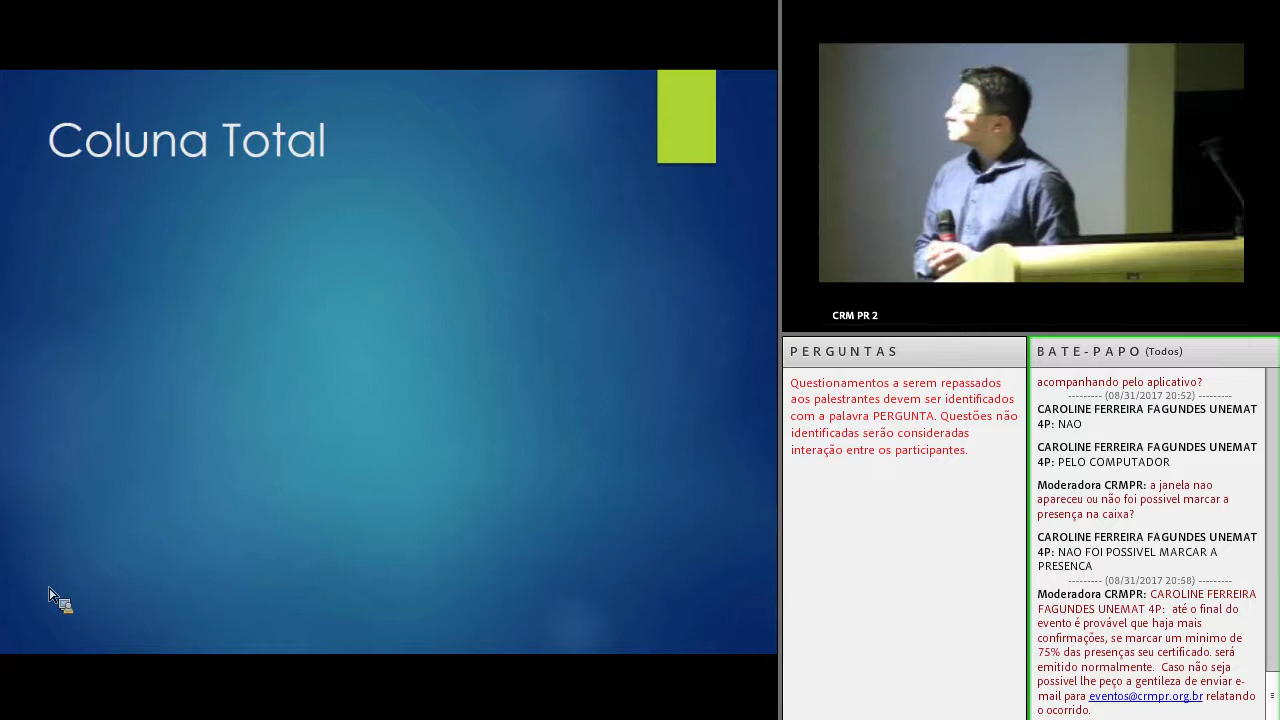 Coluna Total
CRM PR 2
PERGUNTAS
Questionamentos a serem repassados
aos palestrantes devem ser identificados
com a palavra PERGUNTA. Questões não
identificadas serão consideradas
interação entre os participantes.
BATE-PAPO (Todos)
acompanhando pelo aplicativo?
--------- (08/31/2017 20:52) ---------
CAROLINE FERREIRA FAGUNDES UNEMAT
4P: NAO
CAROLINE FERREIRA FAGUNDES UNEMAT
4P: PELO COMPUTADOR
Moderadora CRMPR: a janela nao
apareceu ou não foi possivel marcar a
presença na caixa?
CAROLINE FERREIRA FAGUNDES UNEMAT
4P: NAO FOI POSSIVEL MARCAR A
PRESENCA
--------- (08/31/2017 20:58) ---------
Moderadora CRMPR: CAROLINE FERREIRA
FAGUNDES UNEMAT 4P: até o final do
evento é provável que haja mais
confirmações, se marcar um minimo de
75% das presenças seu certificado. será
emitido normalmente. Caso não seja
possivel lhe peço a gentileza de enviar e-
mail para eventos@crmpr.org.br relatando
o ocorrido.